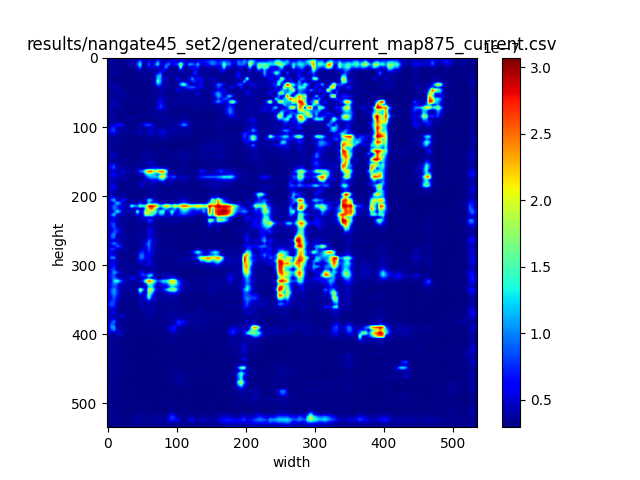 results/nangate45_set2/generated/current_map875_current.csv
1e−7
0
100
200
300
400
500
height
0 100 200 300 400 500
width
3.0
2.5
2.0
1.5
1.0
0.5